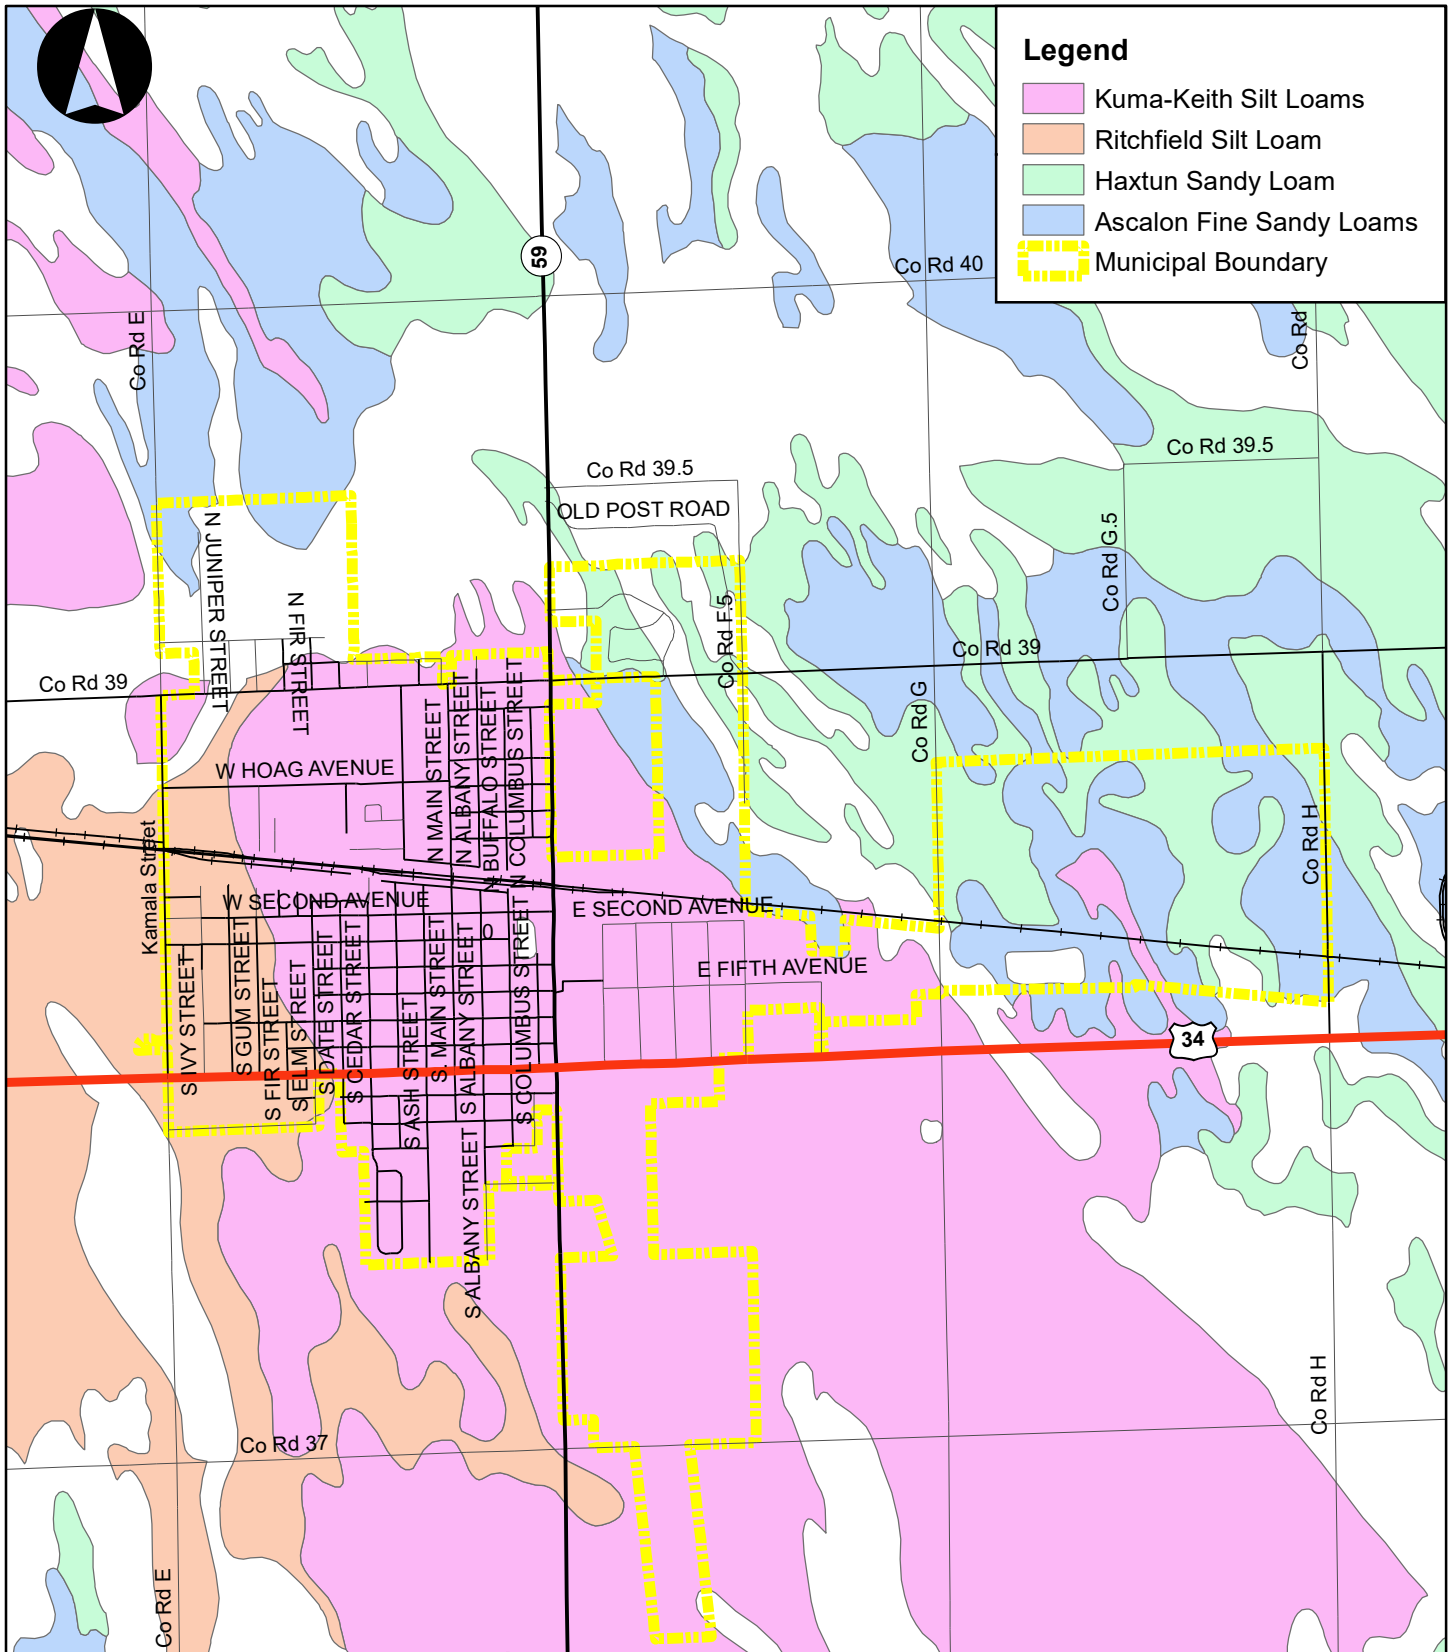 Legend
Kuma-Keith Silt Loams
Ritchfield Silt Loam
Haxtun Sandy Loam
Ascalon Fine Sandy Loams
Municipal Boundary
59
Co Rd 40
Co Rd E
Co Rd
Co Rd 39.5
Co Rd 39.5
OLD POST ROAD
N JUNIPER STREET
N FIR STREET
Co Rd G.5
Co Rd F.5
Co Rd 39
Co Rd 39
Co Rd G
N MAIN STREET
N ALBANY STREET
N BUFFALO STREET
N COLUMBUS STREET
W HOAG AVENUE
Kamala Street
Co Rd H
W SECOND AVENUE
E SECOND AVENUE
0
E FIFTH AVENUE
S IVY STREET
S GUM STREET
S FIR STREET
S ELM STREET
S DATE STREET
S CEDAR STREET
S ASH STREET
S. MAIN STREET
S ALBANY STREET
S COLUMBUS STREET
34
S ALBANY STREET
Co Rd H
Co Rd 37
Co Rd E